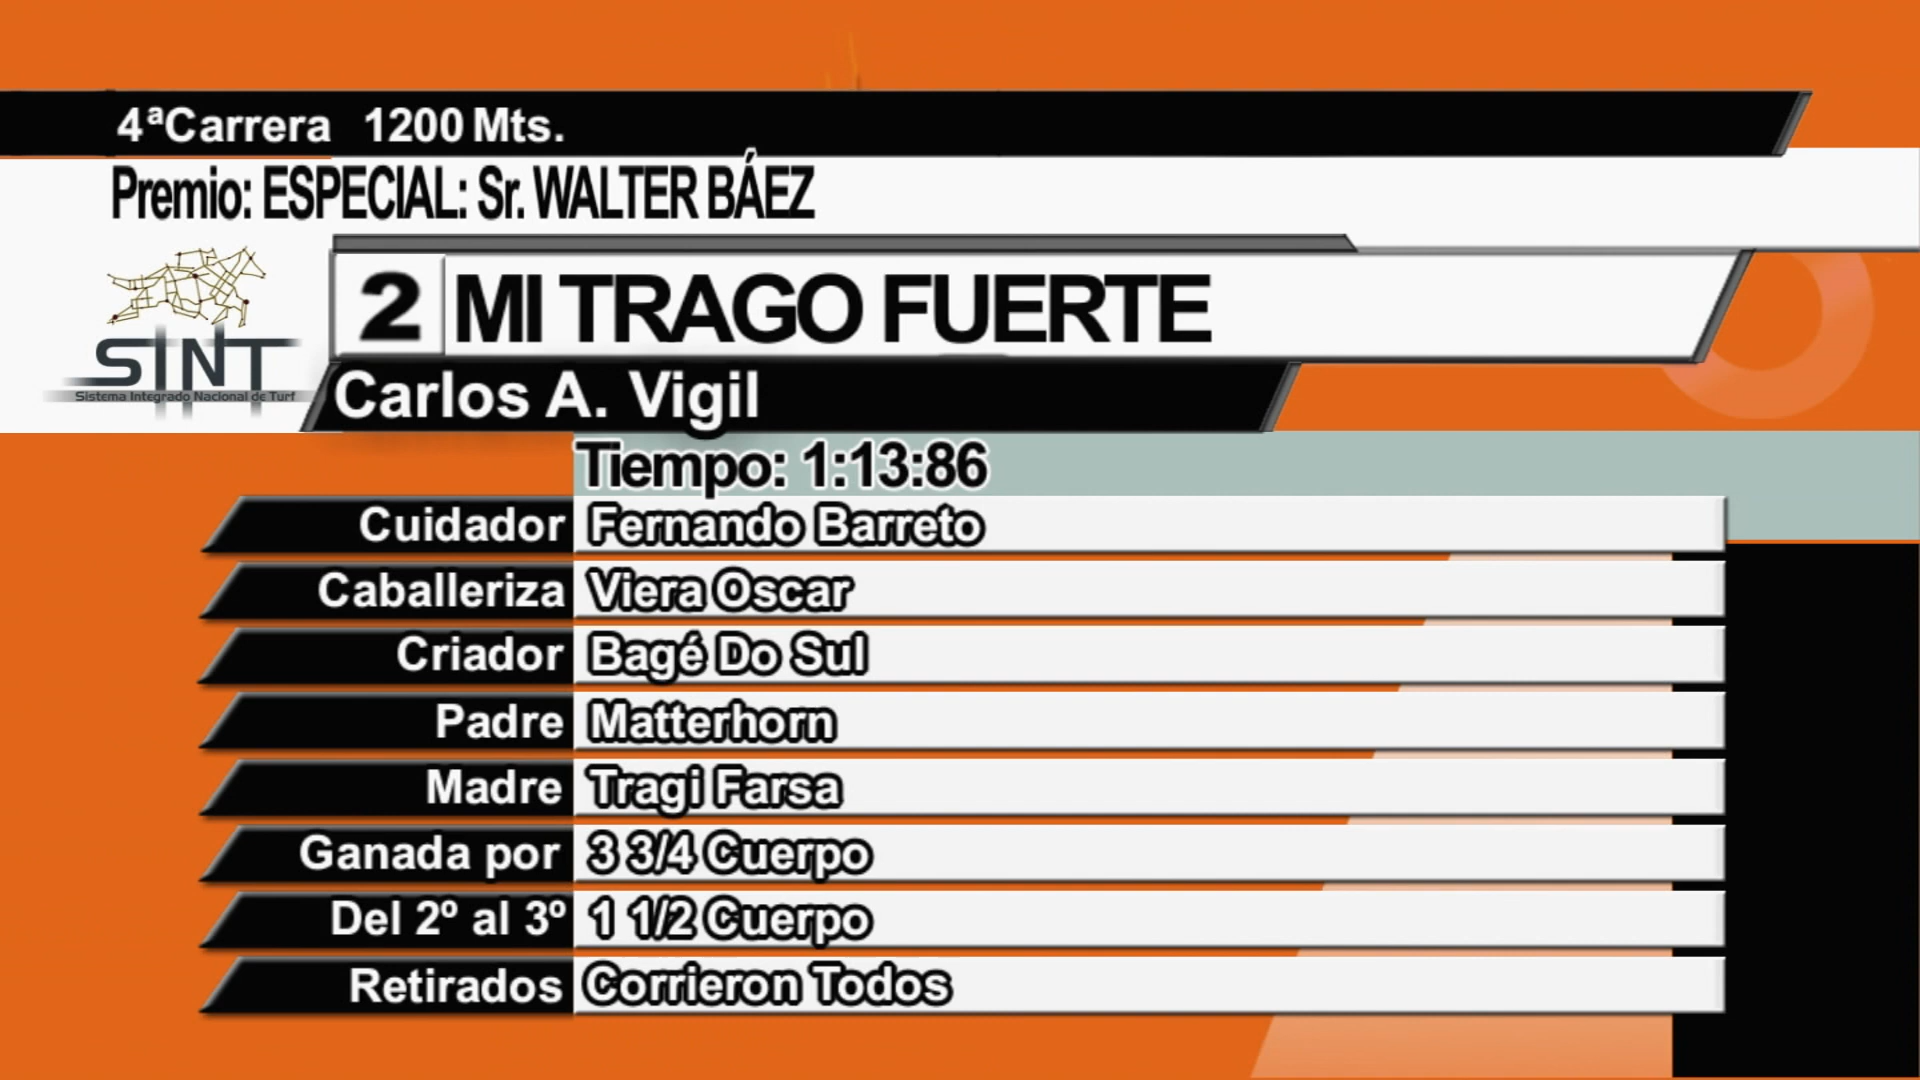 4ªCarrera 1200 Mts.
Premio: ESPECIAL: Sr. WALTER BÁEZ
2 MI TRAGO FUERTE
SINT
Sistema Integrado Nacional de Turf
Carlos A. Vigil
Tiempo: 1:13:86
Cuidador Fernando Barreto
Caballeriza Viera Oscar
Criador Bagé Do Sul
Padre Matterhorn
Madre Tragi Farsa
Ganada por 3 3/4 Cuerpo
Del 2º al 3º 1 1/2 Cuerpo
Retirados Corrieron Todos